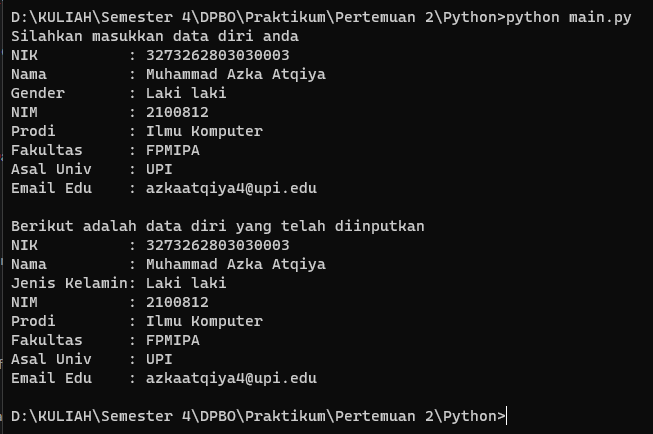 D:\KULIAH\Semester 4\DPBO\Praktikum\Pertemuan 2\Python>python main.py
Silahkan masukkan data diri anda
NIK          : 3273262803030003
Nama         : Muhammad Azka Atqiya
Gender       : Laki laki
NIM          : 2100812
Prodi        : Ilmu Komputer
Fakultas     : FPMIPA
Asal Univ    : UPI
Email Edu    : azkaatqiya4@upi.edu

Berikut adalah data diri yang telah diinputkan
NIK          : 3273262803030003
Nama         : Muhammad Azka Atqiya
Jenis Kelamin: Laki laki
NIM          : 2100812
Prodi        : Ilmu Komputer
Fakultas     : FPMIPA
Asal Univ    : UPI
Email Edu    : azkaatqiya4@upi.edu

D:\KULIAH\Semester 4\DPBO\Praktikum\Pertemuan 2\Python>